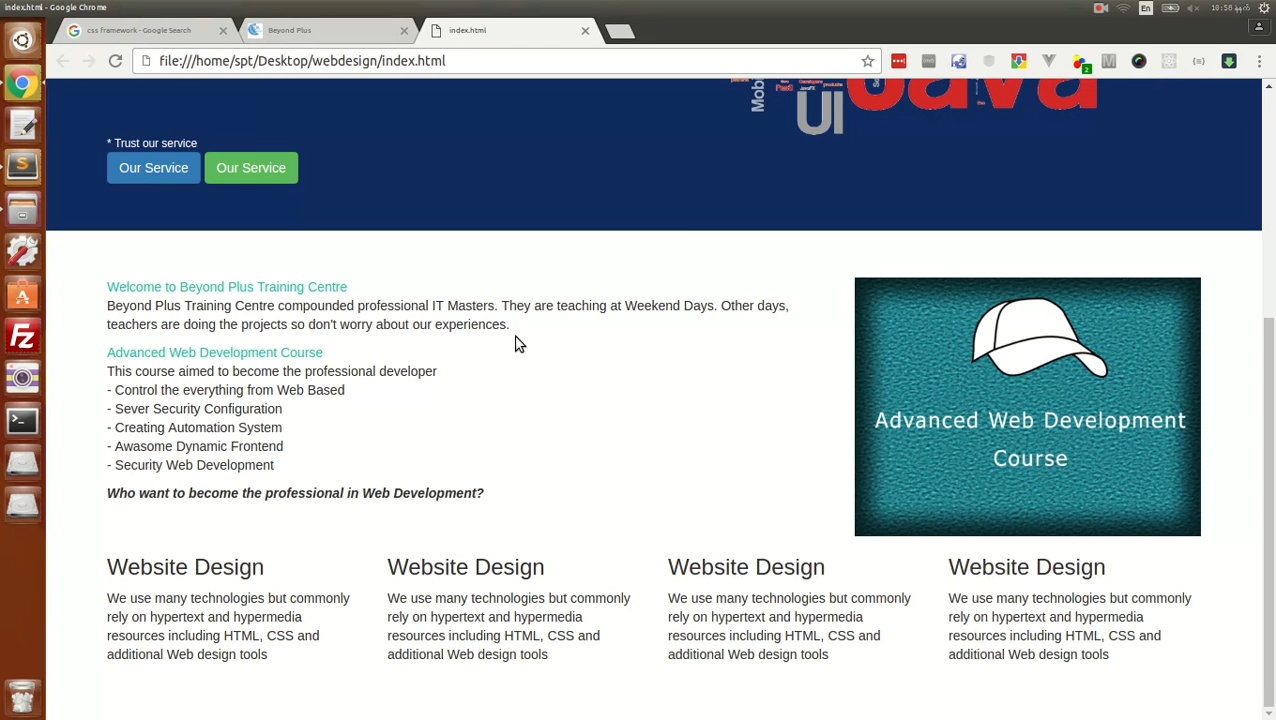 index.html - Google Chrome
En
10:58
css framework - Google Search
Beyond Plus
index.html
file:///home/spt/Desktop/webdesign/index.html
2
Mobi
PaaS
JavaFX
UI
Java
* Trust our service
Our Service
Our Service
Welcome to Beyond Plus Training Centre
Beyond Plus Training Centre compounded professional IT Masters. They are teaching at Weekend Days. Other days,
teachers are doing the projects so don't worry about our experiences.
Advanced Web Development Course
This course aimed to become the professional developer
- Control the everything from Web Based
- Sever Security Configuration
- Creating Automation System
- Awasome Dynamic Frontend
- Security Web Development
Who want to become the professional in Web Development?
Advanced Web Development
Course
Website Design
We use many technologies but commonly
rely on hypertext and hypermedia
resources including HTML, CSS and
additional Web design tools
Website Design
We use many technologies but commonly
rely on hypertext and hypermedia
resources including HTML, CSS and
additional Web design tools
Website Design
We use many technologies but commonly
rely on hypertext and hypermedia
resources including HTML, CSS and
additional Web design tools
Website Design
We use many technologies but commonly
rely on hypertext and hypermedia
resources including HTML, CSS and
additional Web design tools